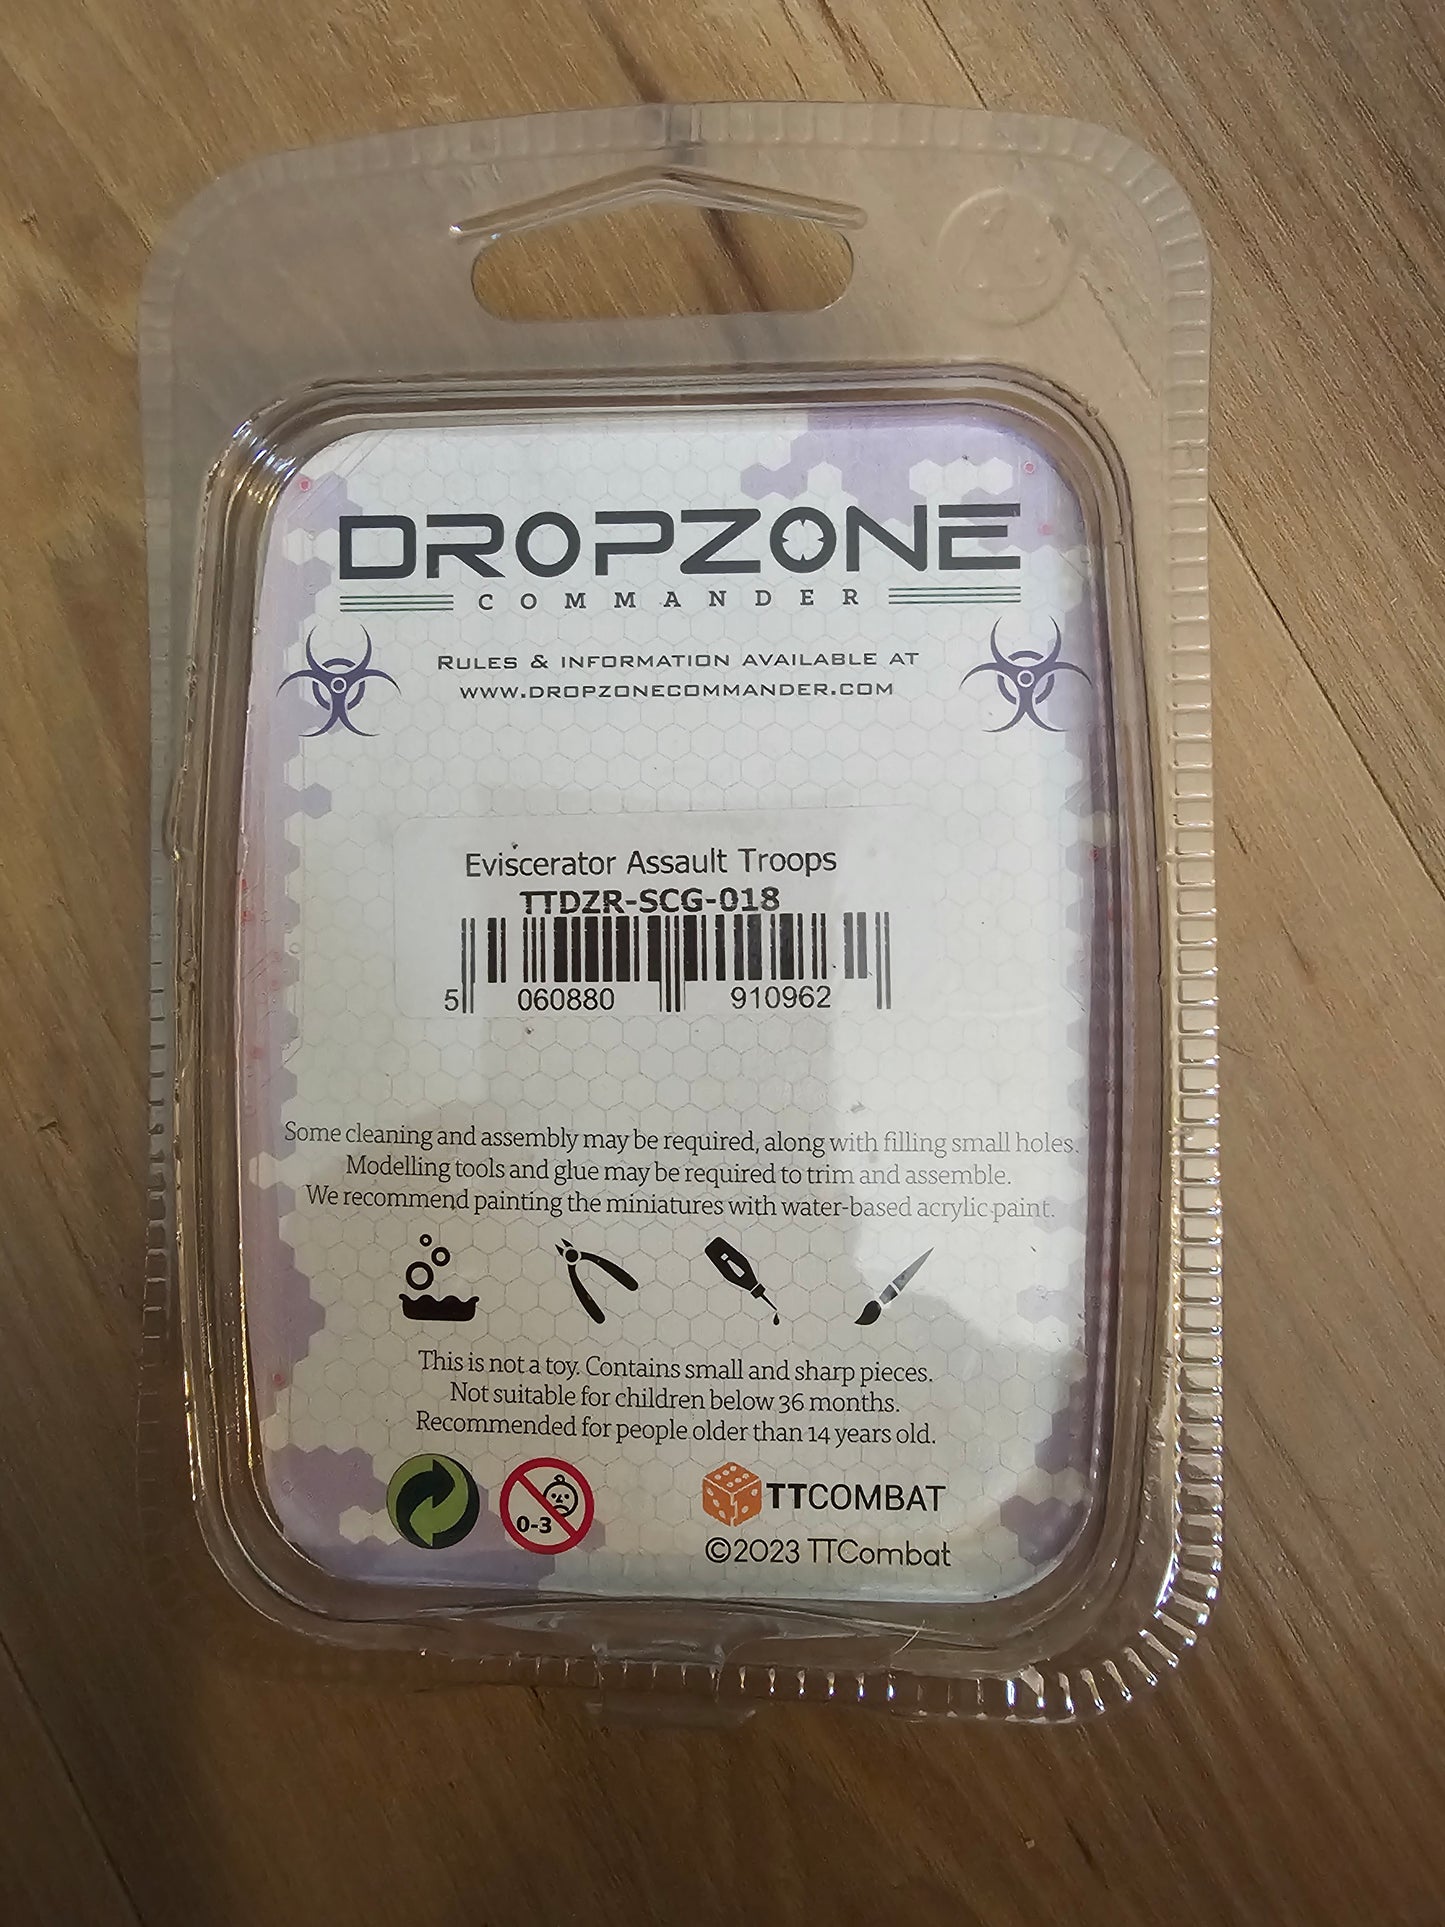 DROPZONE
COMMANDER
RULES & INFORMATION AVAILABLE AT
WWW.DROPZONECOMMANDER.COM
Eviscerator Assault Troops
TTDZR-SCG-018
5 060880 910962
Some cleaning and assembly may be required, along with filling small holes.
Modelling tools and glue may be required to trim and assemble.
We recommend painting the miniatures with water-based acrylic paint.
This is not a toy. Contains small and sharp pieces.
Not suitable for children below 36 months.
Recommended for people older than 14 years old.
0-3
TTCOMBAT
©2023 TTCombat